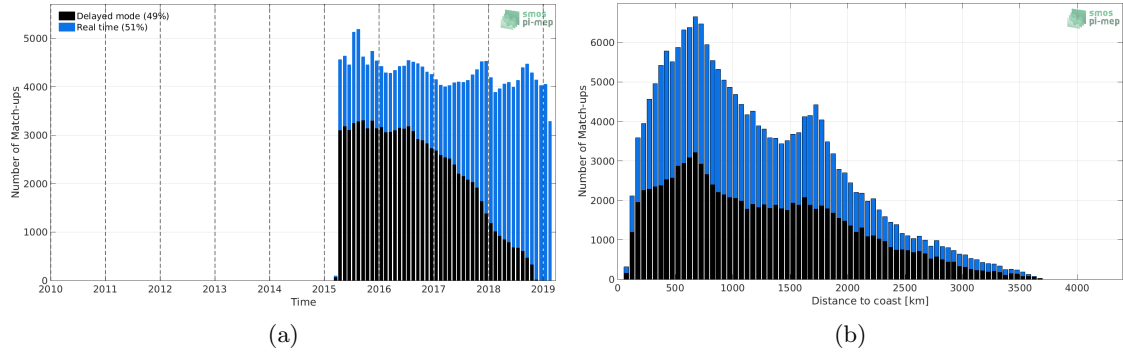 Delayed mode (49%)
Real time (51%)
smos
pi-mep
5000
4000
3000
2000
1000
0
Number of Match-ups
2010
2011
2012
2013
2014
2015
2016
2017
2018
2019
Time
(a)
smos
pi-mep
6000
5000
4000
3000
2000
1000
0
Number of Match-ups
0
500
1000
1500
2000
2500
3000
3500
4000
Distance to coast [km]
(b)